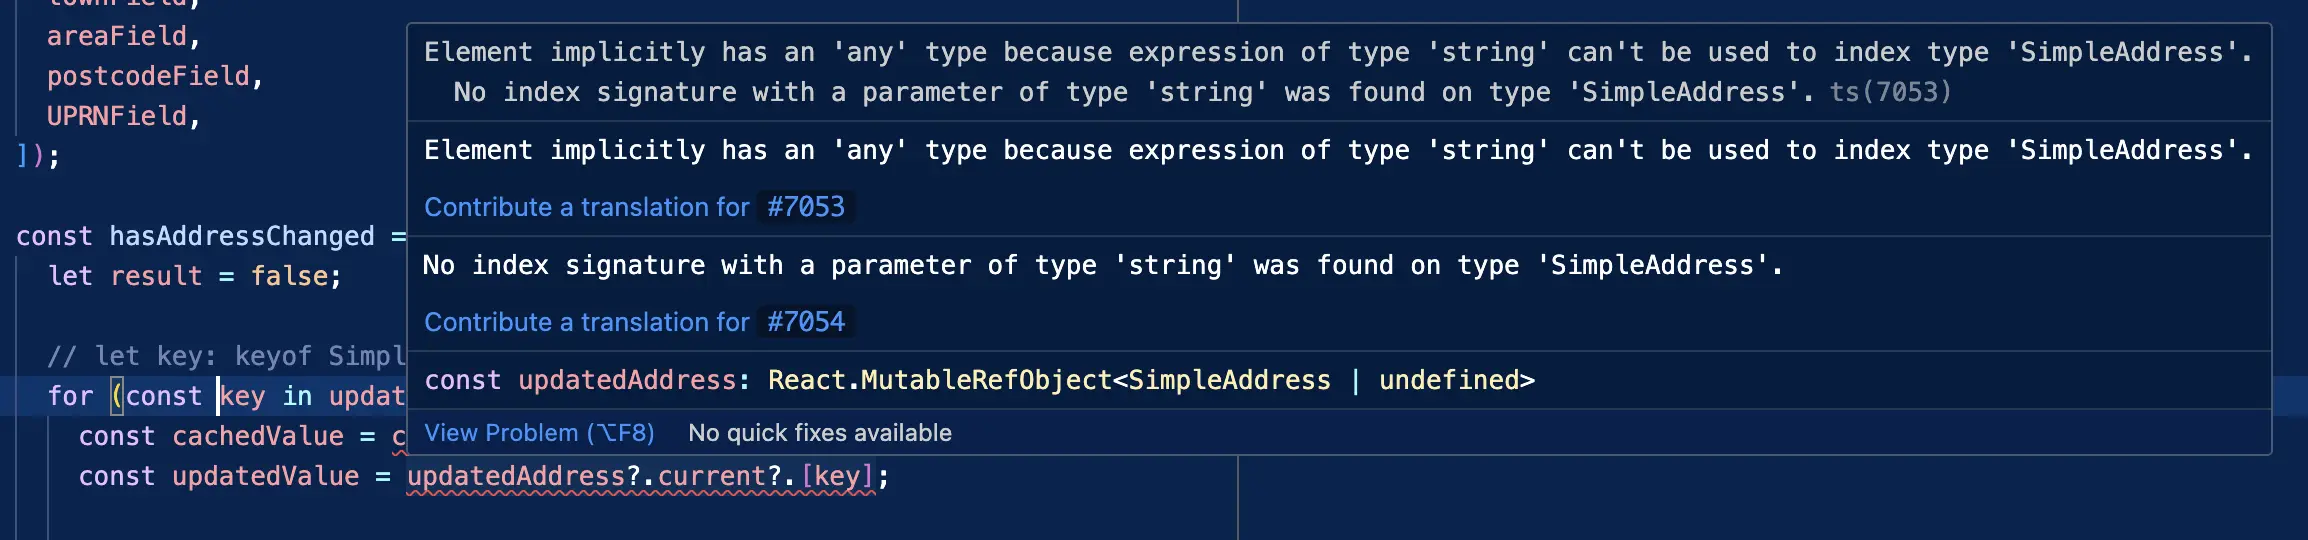 townField,
areaField,
postcodeField,
UPRNField,
]);
const hasAddressChanged =
let result = false;
// let key: keyof Simpl
for (const key in updat
const cachedValue = c
const updatedValue = updatedAddress?.current?.[key];
Element implicitly has an 'any' type because expression of type 'string' can't be used to index type 'SimpleAddress'.
No index signature with a parameter of type 'string' was found on type 'SimpleAddress'. ts(7053)
Element implicitly has an 'any' type because expression of type 'string' can't be used to index type 'SimpleAddress'.
Contribute a translation for #7053
No index signature with a parameter of type 'string' was found on type 'SimpleAddress'.
Contribute a translation for #7054
const updatedAddress: React.MutableRefObject<SimpleAddress | undefined>
View Problem (⌥F8) No quick fixes available